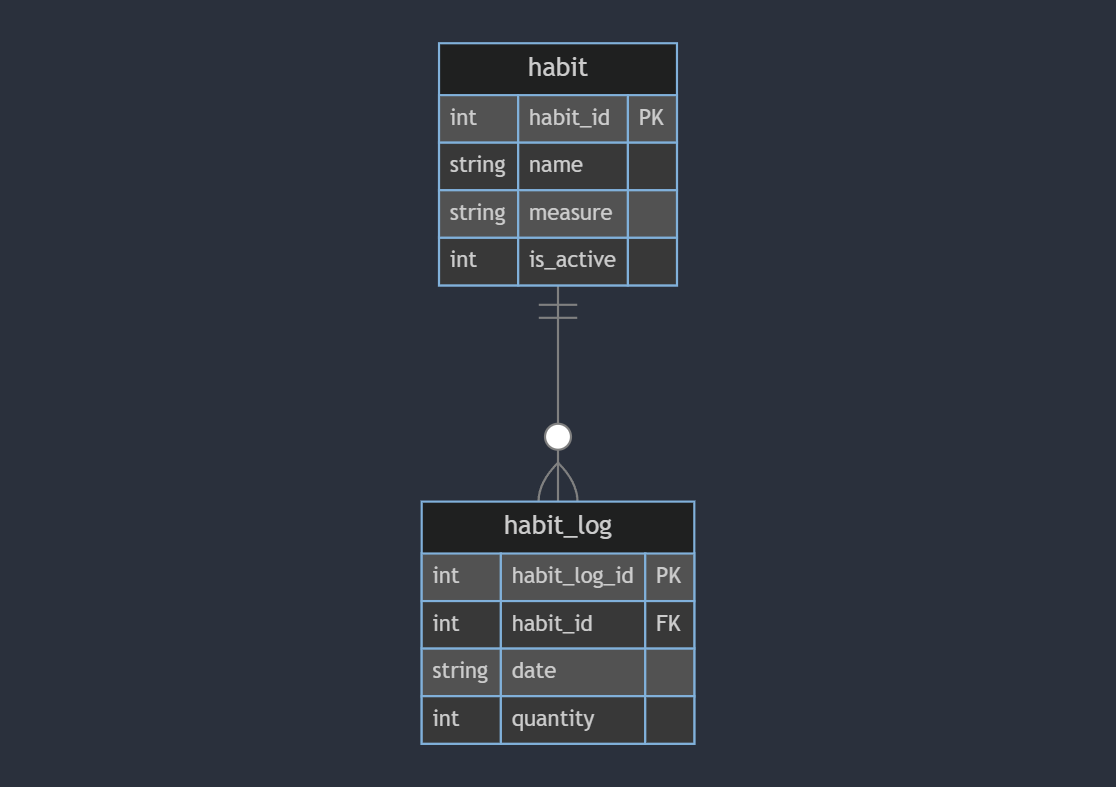 habit
int habit_id PK
string name
string measure
int is_active
habit_log
int habit_log_id PK
int habit_id FK
string date
int quantity